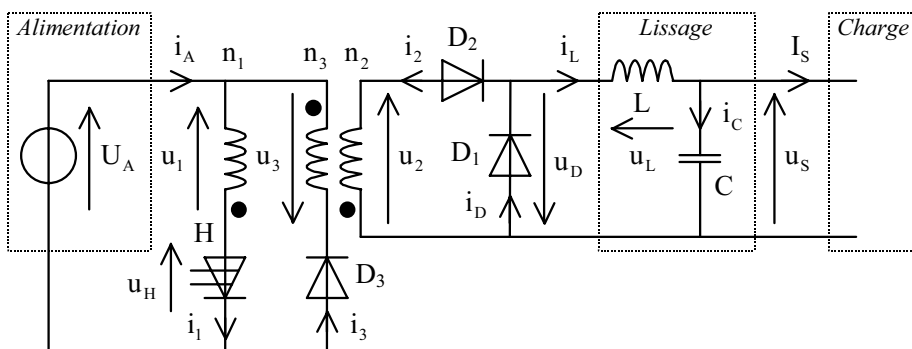 Alimentation
Lissage
Charge
i_A
n_1
n_3
n_2
i_2
D_2
i_L
I_S
U_A
u_1
u_3
u_2
D_1
i_D
u_D
L
u_L
i_C
C
u_S
H
u_H
D_3
i_1
i_3